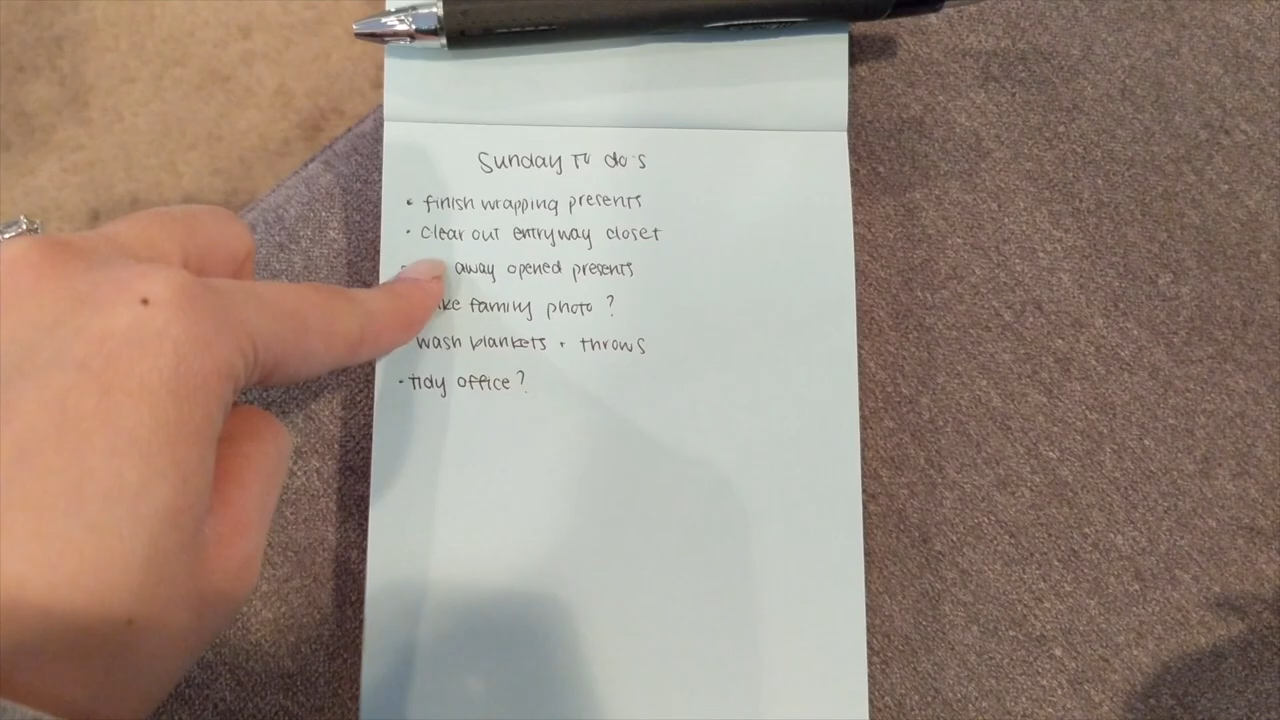 Sunday To do's
• finish wrapping presents
• clear out entryway closet
away opened presents
family photo ?
wash blankets + throws
• tidy office?